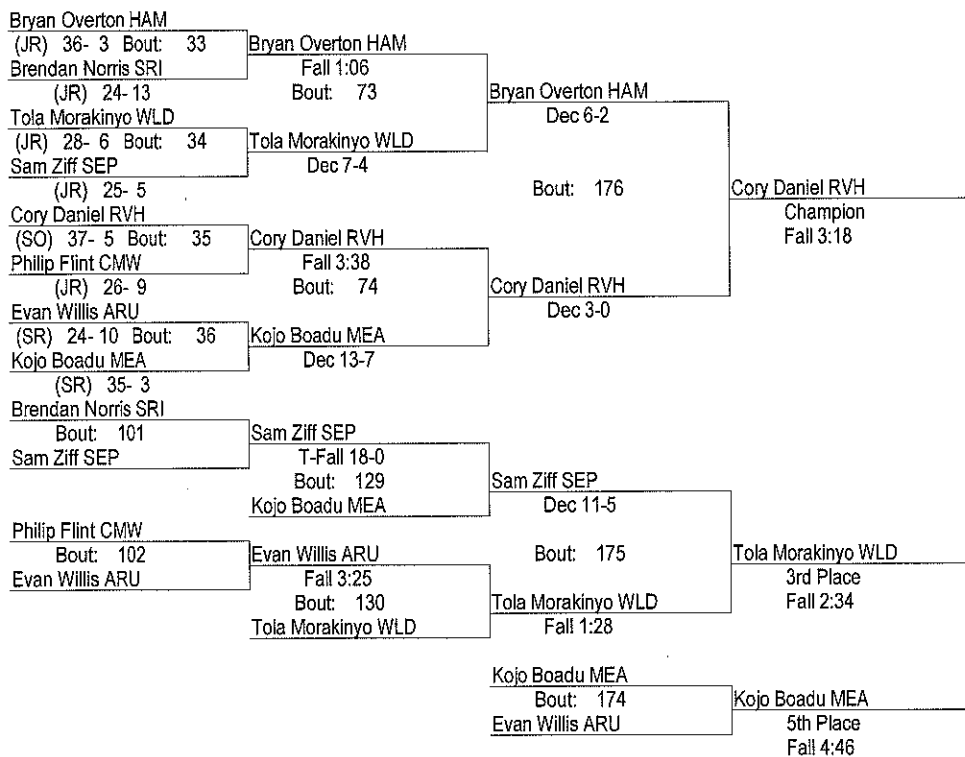 Bryan Overton HAM
(JR) 36- 3 Bout: 33
Brendan Norris SRI
(JR) 24- 13
Tola Morakinyo WLD
(JR) 28- 6 Bout: 34
Sam Ziff SEP
(JR) 25- 5
Cory Daniel RVH
(SO) 37- 5 Bout: 35
Philip Flint CMW
(JR) 26- 9
Evan Willis ARU
(SR) 24- 10 Bout: 36
Kojo Boadu MEA
(SR) 35- 3
Bryan Overton HAM
Fall 1:06
Bout: 73
Tola Morakinyo WLD
Dec 7-4
Cory Daniel RVH
Fall 3:38
Bout: 74
Kojo Boadu MEA
Dec 13-7
Bryan Overton HAM
Dec 6-2
Bout: 176
Cory Daniel RVH
Dec 3-0
Cory Daniel RVH
Champion
Fall 3:18
Brendan Norris SRI
Bout: 101
Sam Ziff SEP
Philip Flint CMW
Bout: 102
Evan Willis ARU
Sam Ziff SEP
T-Fall 18-0
Bout: 129
Kojo Boadu MEA
Evan Willis ARU
Fall 3:25
Bout: 130
Tola Morakinyo WLD
Sam Ziff SEP
Dec 11-5
Bout: 175
Tola Morakinyo WLD
Fall 1:28
Tola Morakinyo WLD
3rd Place
Fall 2:34
Kojo Boadu MEA
Bout: 174
Evan Willis ARU
Kojo Boadu MEA
5th Place
Fall 4:46